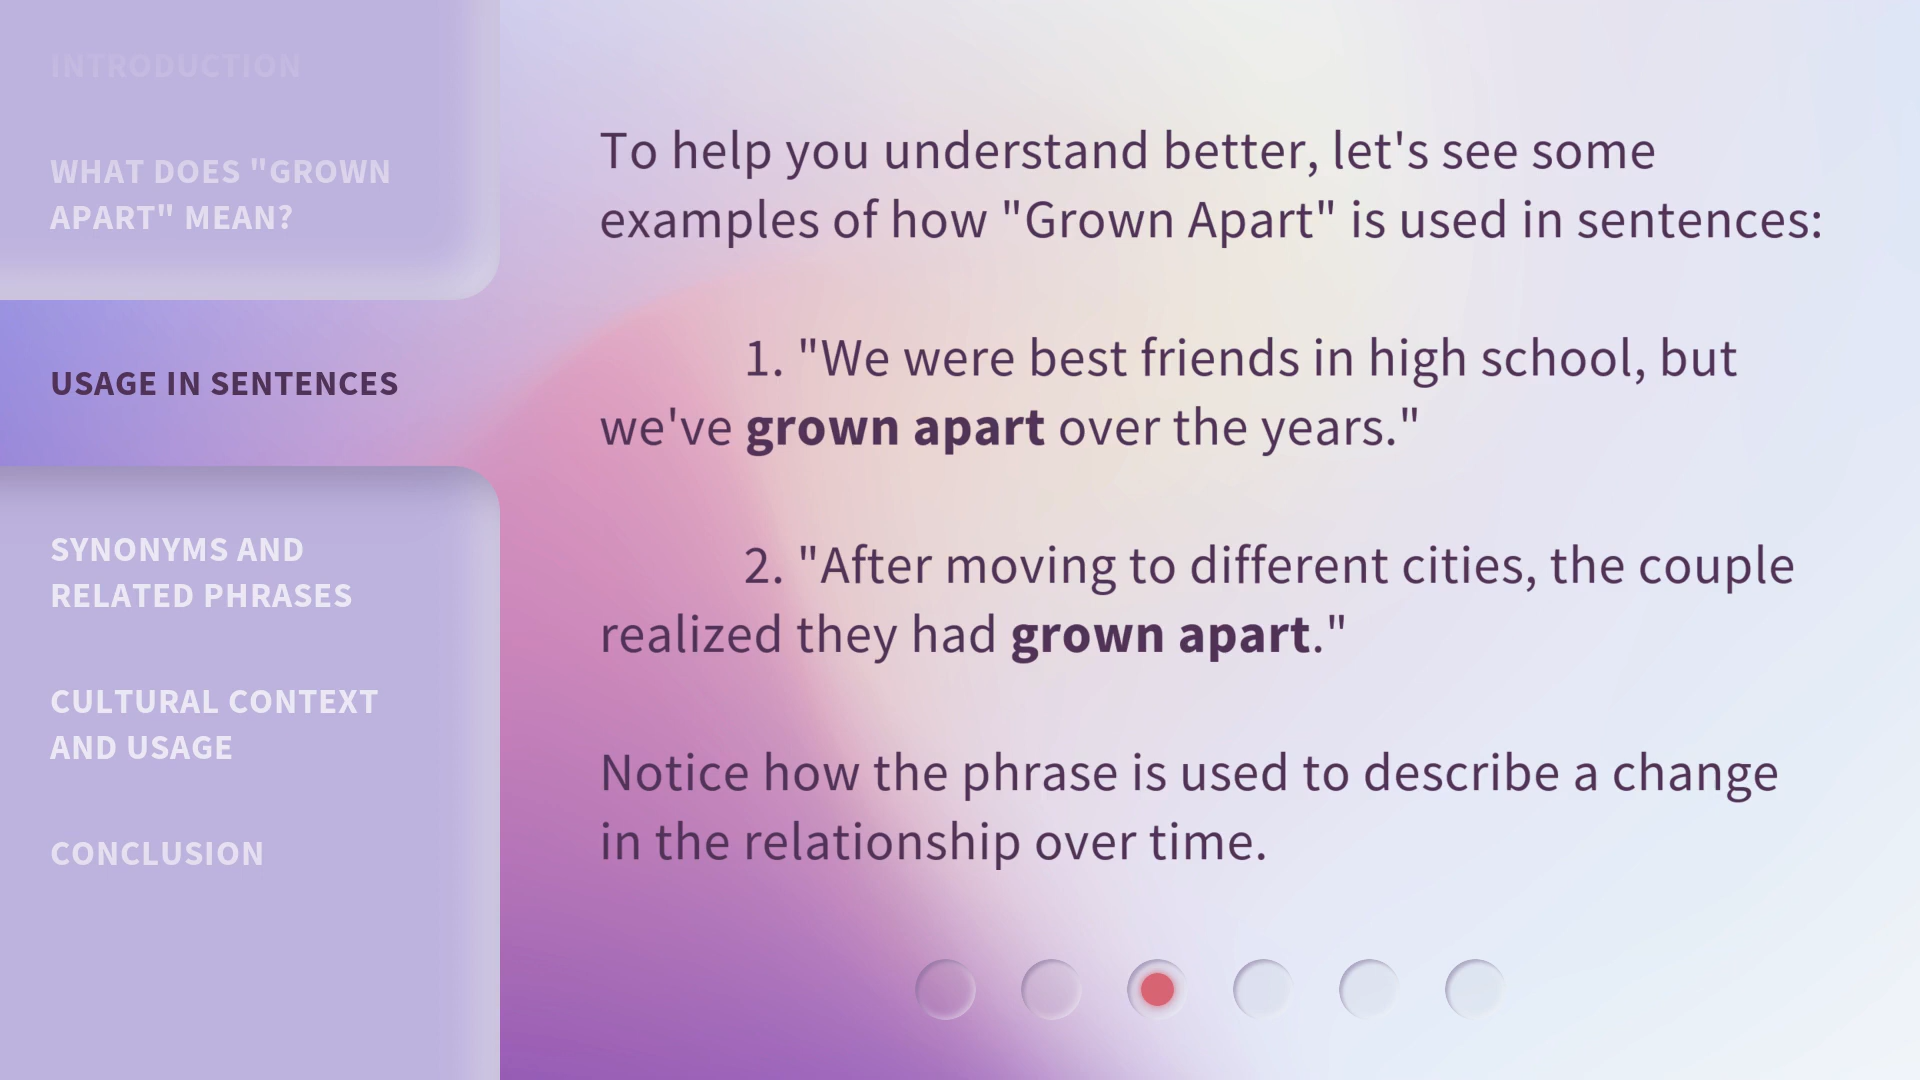 INTRODUCTION
WHAT DOES "GROWN
APART" MEAN?
USAGE IN SENTENCES
SYNONYMS AND
RELATED PHRASES
CULTURAL CONTEXT
AND USAGE
CONCLUSION
To help you understand better, let's see some
examples of how "Grown Apart" is used in sentences:
1. "We were best friends in high school, but
we've grown apart over the years."
2. "After moving to different cities, the couple
realized they had grown apart."
Notice how the phrase is used to describe a change
in the relationship over time.